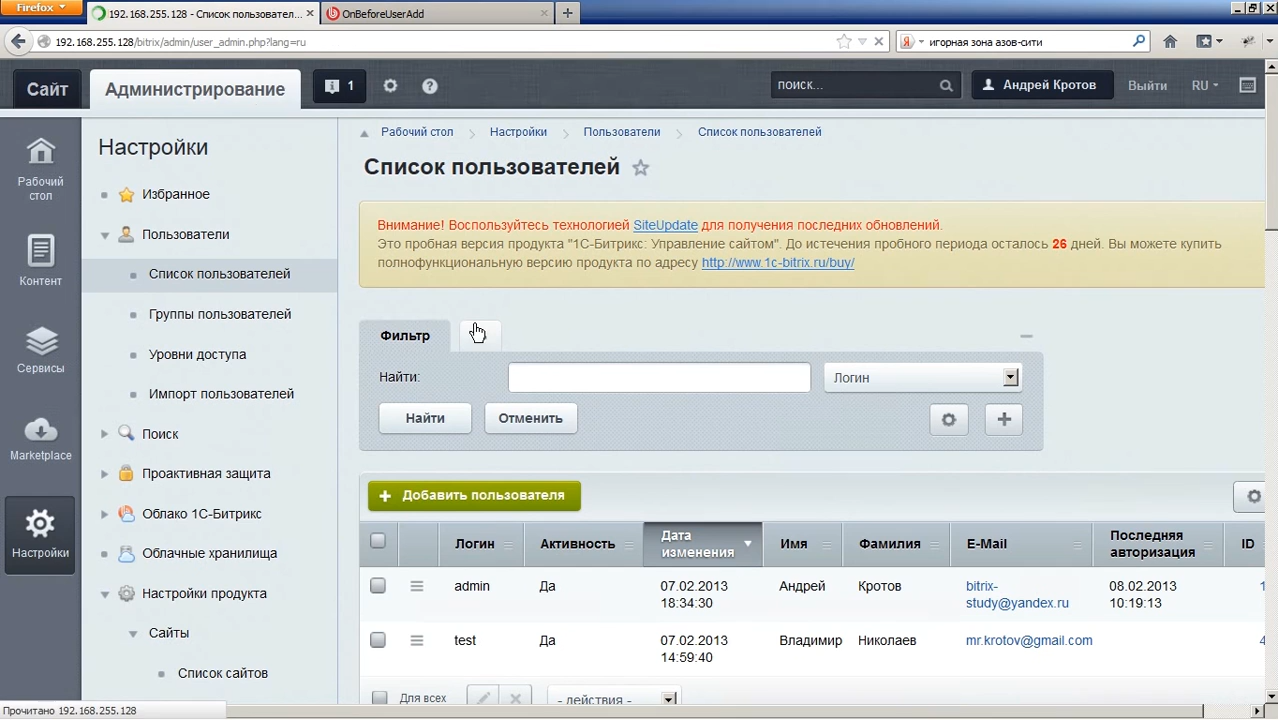 Firefox
192.168.255.128 - Список пользовател...
OnBeforeUserAdd
192.168.255.128/bitrix/admin/user_admin.php?lang=ru
игорная зона азов-сити
Сайт
Администрирование
1
поиск...
Андрей Кротов
Выйти
RU
Рабочий стол
Контент
Сервисы
Marketplace
Настройки
Настройки
Избранное
Пользователи
Список пользователей
Группы пользователей
Уровни доступа
Импорт пользователей
Поиск
Проактивная защита
Облако 1С-Битрикс
Облачные хранилища
Настройки продукта
Сайты
Список сайтов
Рабочий стол
Настройки
Пользователи
Список пользователей
Список пользователей
Внимание! Воспользуйтесь технологией SiteUpdate для получения последних обновлений.
Это пробная версия продукта "1С-Битрикс: Управление сайтом". До истечения пробного периода осталось 26 дней. Вы можете купить
полнофункциональную версию продукта по адресу http://www.1c-bitrix.ru/buy/
Фильтр
Найти:
Логин
Найти
Отменить
+ Добавить пользователя
Логин Активность Дата изменения Имя Фамилия E-Mail Последняя авторизация ID
admin Да 07.02.2013 18:34:30 Андрей Кротов bitrix-study@yandex.ru 08.02.2013 10:19:13 1
test Да 07.02.2013 14:59:40 Владимир Николаев mr.krotov@gmail.com 4
Для всех
- действия -
Прочитано 192.168.255.128